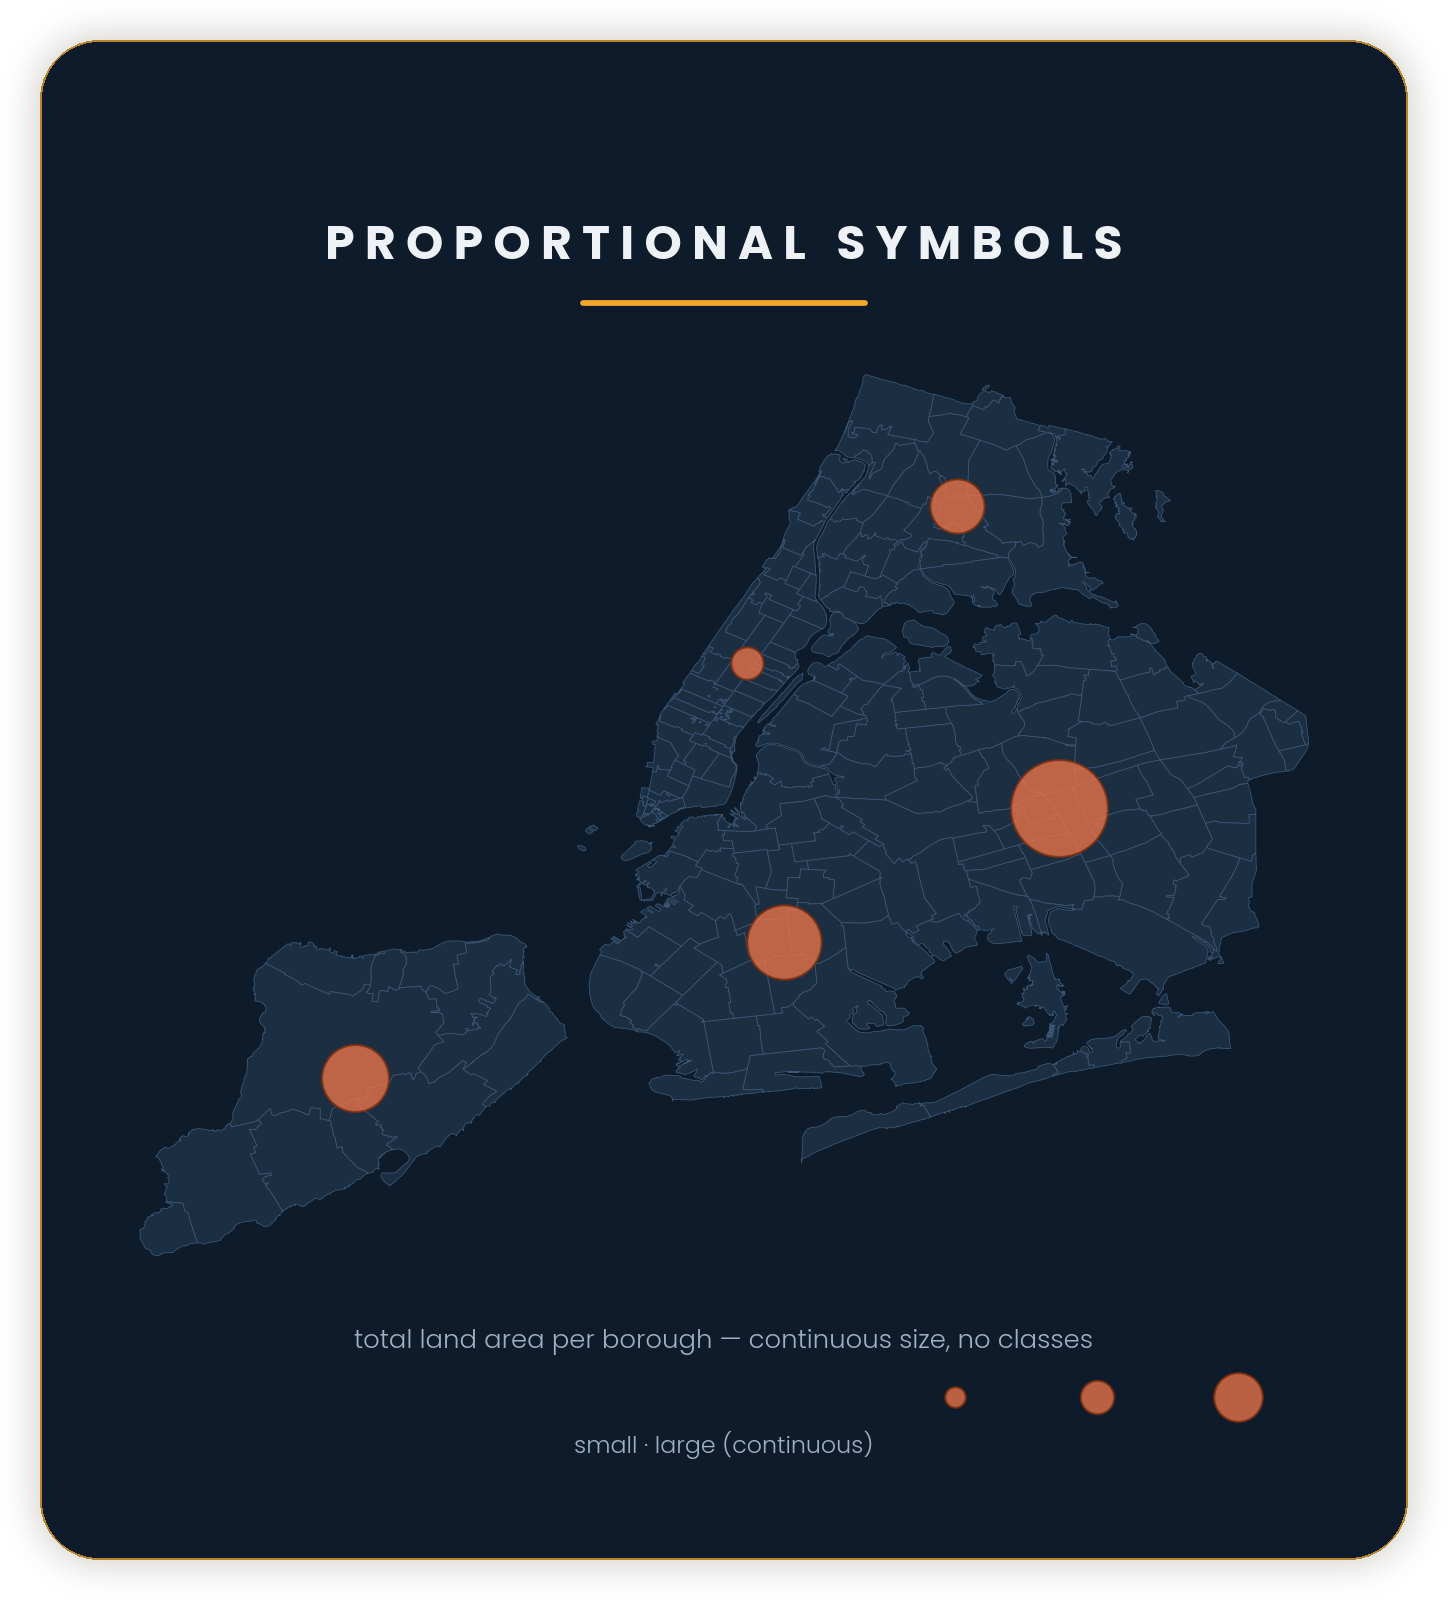 PROPORTIONAL SYMBOLS
total land area per borough — continuous size, no classes
small · large (continuous)